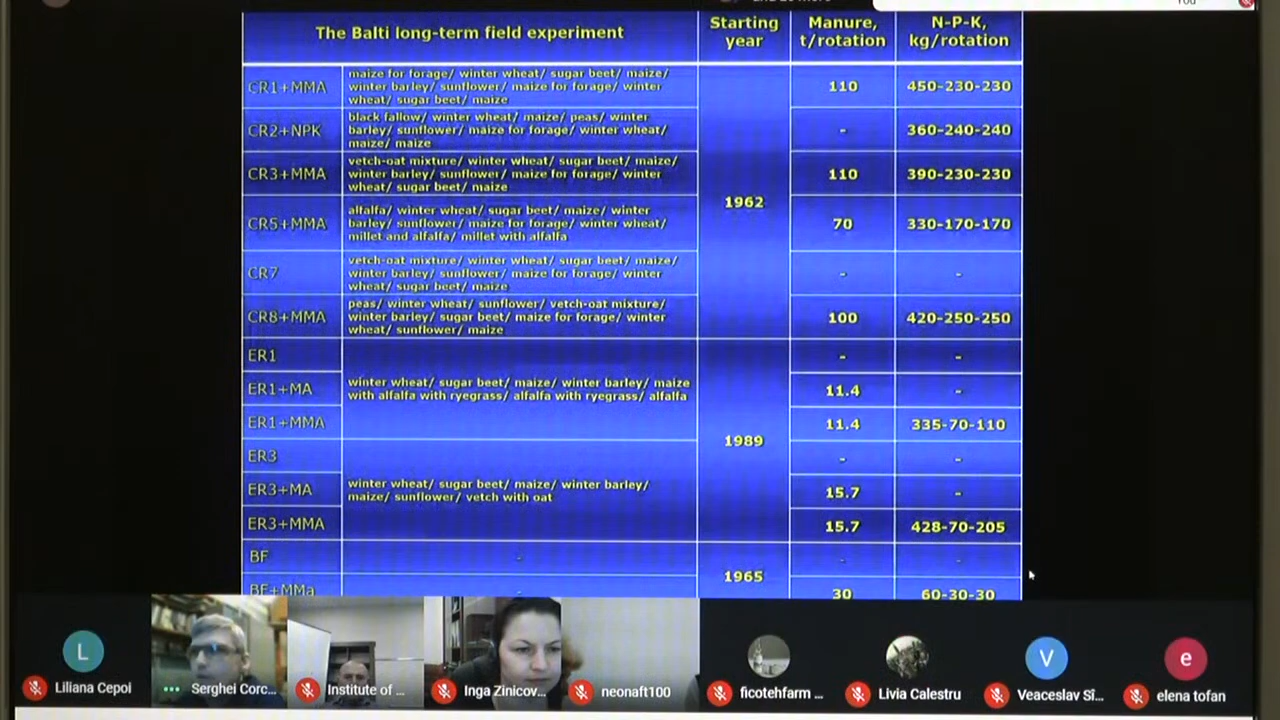 You
The Balti long-term field experiment
Starting year
Manure, t/rotation
N-P-K, kg/rotation
CR1+MMA
maize for forage/ winter wheat/ sugar beet/ maize/
winter barley/ sunflower/ maize for forage/ winter
wheat/ sugar beet/ maize
110
450-230-230
CR2+NPK
black fallow/ winter wheat/ maize/ peas/ winter
barley/ sunflower/ maize for forage/ winter wheat/
maize/ maize
-
360-240-240
CR3+MMA
vetch-oat mixture/ winter wheat/ sugar beet/ maize/
winter barley/ sunflower/ maize for forage/ winter
wheat/ sugar beet/ maize
110
390-230-230
1962
CR5+MMA
alfalfa/ winter wheat/ sugar beet/ maize/ winter
barley/ sunflower/ maize for forage/ winter wheat/
millet and alfalfa/ millet with alfalfa
70
330-170-170
CR7
vetch-oat mixture/ winter wheat/ sugar beet/ maize/
winter barley/ sunflower/ maize for forage/ winter
wheat/ sugar beet/ maize
-
-
CR8+MMA
peas/ winter wheat/ sunflower/ vetch-oat mixture/
winter barley/ sugar beet/ maize for forage/ winter
wheat/ sunflower/ maize
100
420-250-250
ER1
-
-
ER1+MA
winter wheat/ sugar beet/ maize/ winter barley/ maize
with alfalfa with ryegrass/ alfalfa with ryegrass/ alfalfa
11.4
-
ER1+MMA
11.4
335-70-110
1989
ER3
-
-
ER3+MA
winter wheat/ sugar beet/ maize/ winter barley/
maize/ sunflower/ vetch with oat
15.7
-
ER3+MMA
15.7
428-70-205
BF
-
-
-
1965
BF+MMa
-
30
60-30-30
L
V
e
Liliana Cepoi
Serghei Corc...
Institute of ...
Inga Zinicov...
neonaft100
ficotehfarm ...
Livia Calestru
Veaceslav Sî...
elena tofan